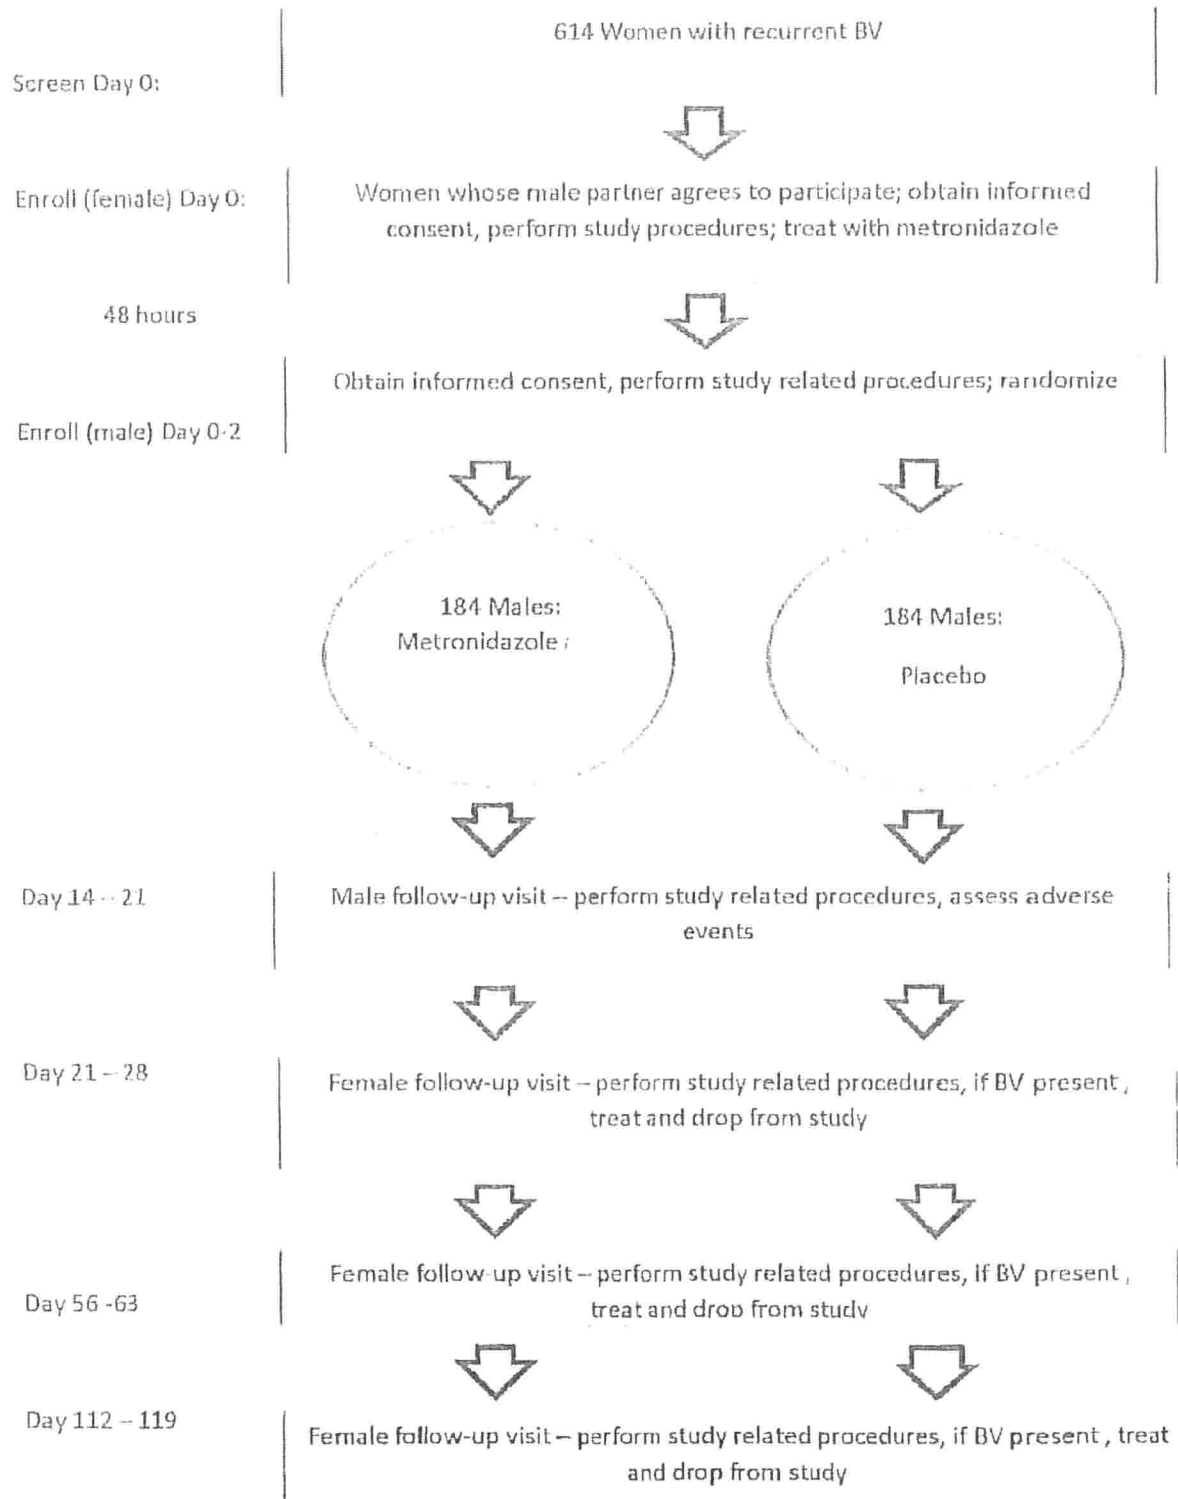 614 Women with recurrent BV
Screen Day 0:
Enroll (female) Day 0:
Women whose male partner agrees to participate; obtain informed
consent, perform study procedures; treat with metronidazole
48 hours
Obtain informed consent, perform study related procedures; randomize
Enroll (male) Day 0-2
184 Males:
Metronidazole
184 Males:
Placebo
Day 14 – 21
Male follow-up visit – perform study related procedures, assess adverse
events
Day 21 – 28
Female follow-up visit – perform study related procedures, if BV present ,
treat and drop from study
Female follow-up visit – perform study related procedures, if BV present ,
Day 56 -63
treat and drop from study
Day 112 – 119
Female follow-up visit – perform study related procedures, if BV present , treat
and drop from study